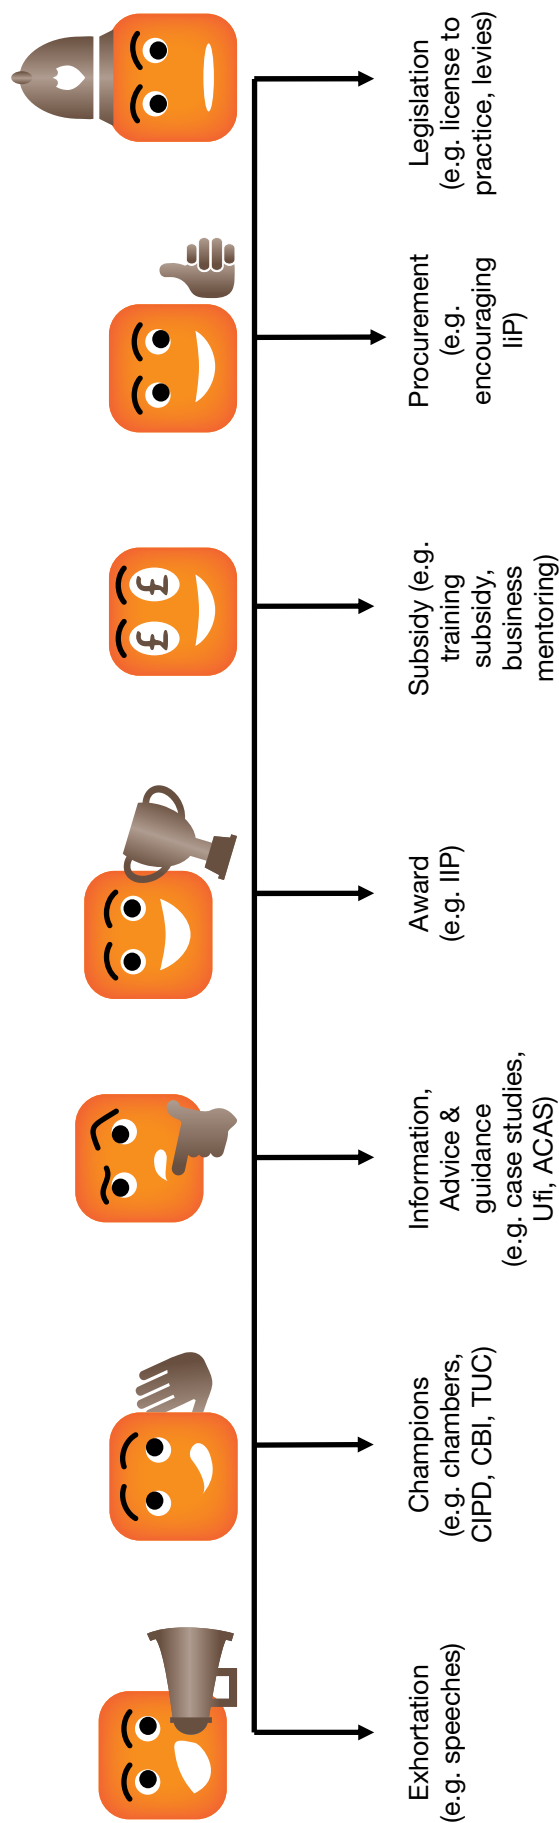 £ £
Exhortation
(e.g. speeches)
Champions
(e.g. chambers,
CIPD, CBI, TUC)
Information,
Advice &
guidance
(e.g. case studies,
Ufi, ACAS)
Award
(e.g. IIP)
Subsidy (e.g.
training
subsidy,
business
mentoring)
Procurement
(e.g.
encouraging
IiP)
Legislation
(e.g. license to
practice, levies)